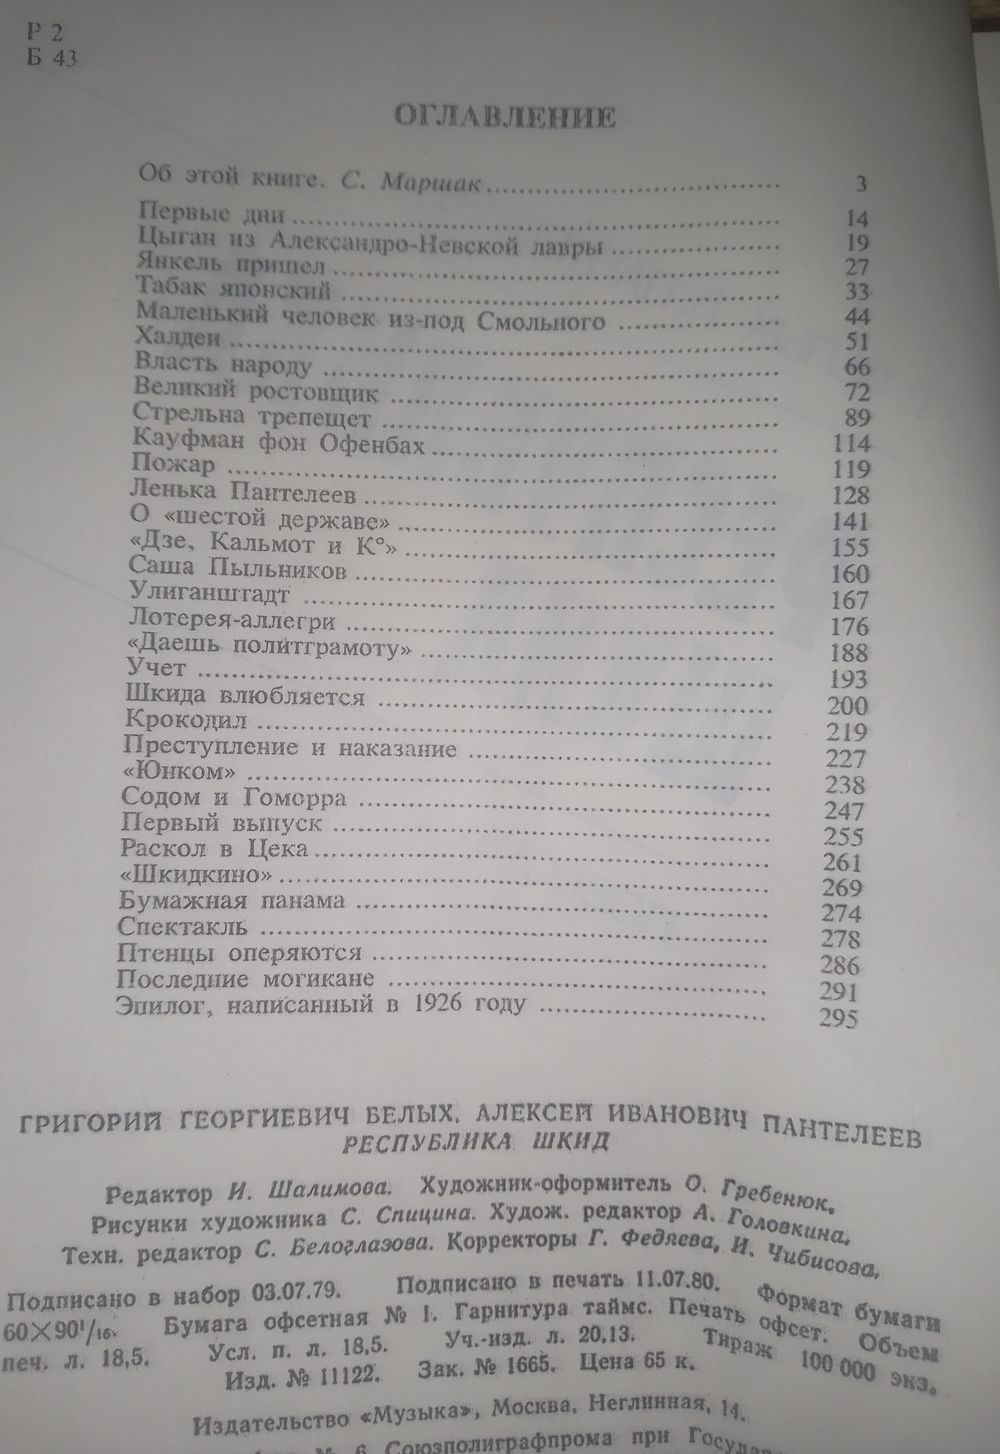 Р 2
Б 43
ОГЛАВЛЕНИЕ
Об этой книге. С. Маршак 3
Первые дни 14
Цыган из Александро-Невской лавры 19
Янкель пришел 27
Табак японский 33
Маленький человек из-под Смольного 44
Халдеи 51
Власть народу 66
Великий ростовщик 72
Стрельна трепещет 89
Кауфман фон Офенбах 114
Пожар 119
Ленька Пантелеев 128
О «шестой державе» 141
«Дзе, Кальмот и К°» 155
Саша Пыльников 160
Улиганштадт 167
Лотерея-аллегри 176
«Даешь политграмоту» 188
Учет 193
Шкида влюбляется 200
Крокодил 219
Преступление и наказание 227
«Юнком» 238
Содом и Гоморра 247
Первый выпуск 255
Раскол в Цека 261
«Шкидкино» 269
Бумажная панама 274
Спектакль 278
Птенцы оперяются 286
Последние могикане 291
Эпилог, написанный в 1926 году 295
ГРИГОРИЙ ГЕОРГИЕВИЧ БЕЛЫХ, АЛЕКСЕЙ ИВАНОВИЧ ПАНТЕЛЕЕВ
РЕСПУБЛИКА ШКИД
Редактор И. Шалимова. Художник-оформитель О. Гребенюк.
Рисунки художника С. Спицина. Худож. редактор А. Головкина.
Техн. редактор С. Белоглазова. Корректоры Г. Федяева, И. Чибисова.
Подписано в набор 03.07.79. Подписано в печать 11.07.80. Формат бумаги
60×90¹/₁₆. Бумага офсетная № 1. Гарнитура таймс. Печать офсет. Объем
печ. л. 18,5. Усл. п. л. 18,5. Уч.-изд. л. 20,13. Тираж 100 000 экз.
Изд. № 11122. Зак. № 1665. Цена 65 к.
Издательство «Музыка», Москва, Неглинная, 14.
№ 6 Союзполиграфпрома при